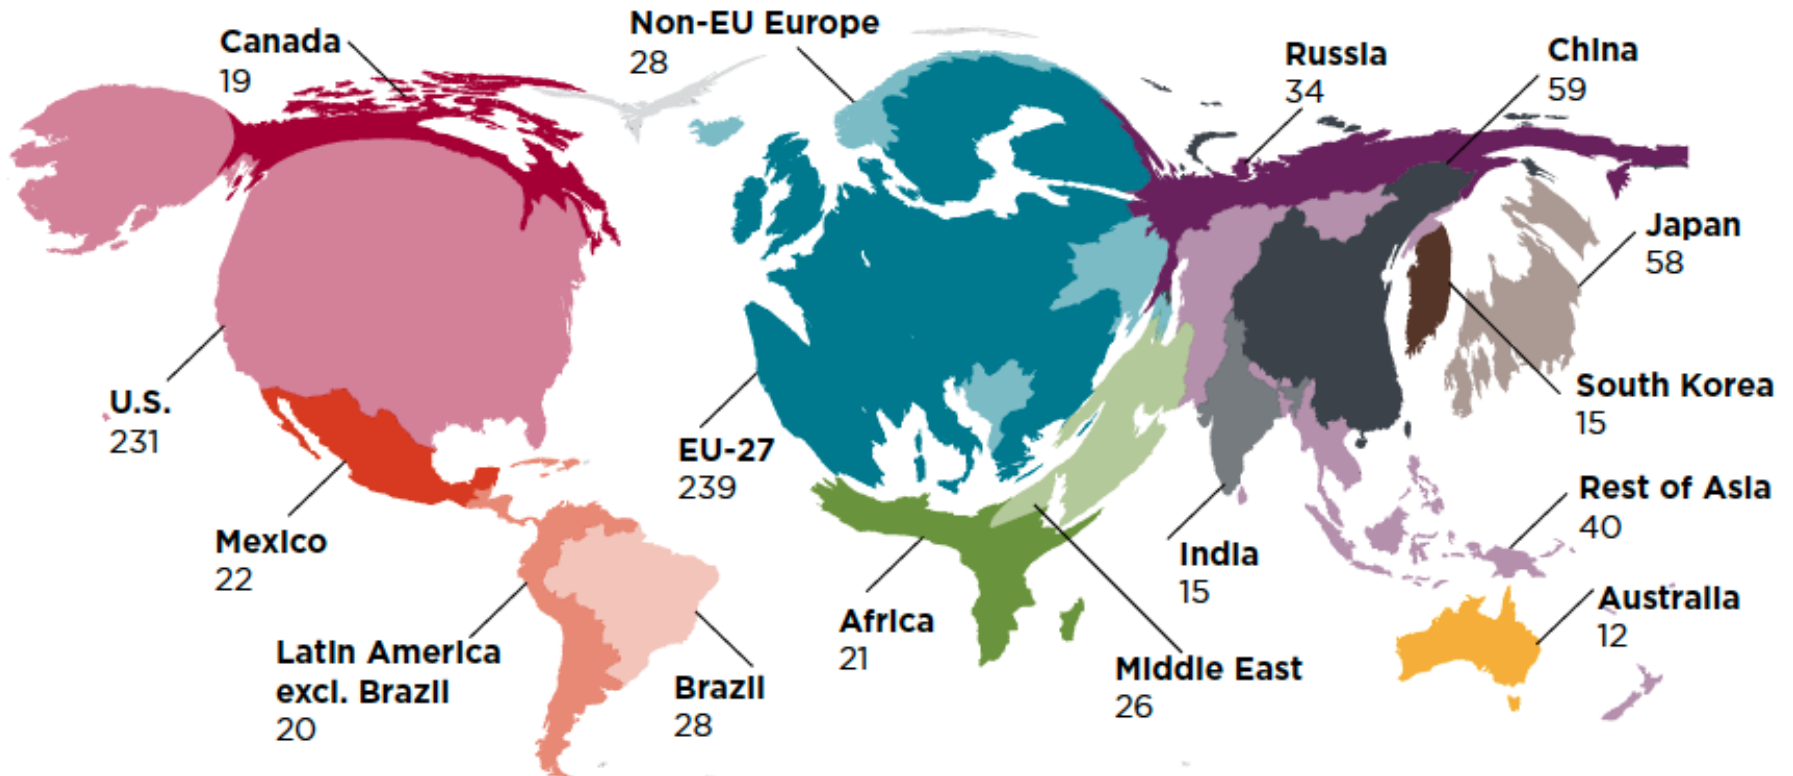 Canada
19
Non-EU Europe
28
Russia
34
China
59
Japan
58
U.S.
231
EU-27
239
South Korea
15
Mexico
22
Rest of Asia
40
India
15
Australia
12
Africa
21
Latin America
excl. Brazil
20
Brazil
28
Middle East
26